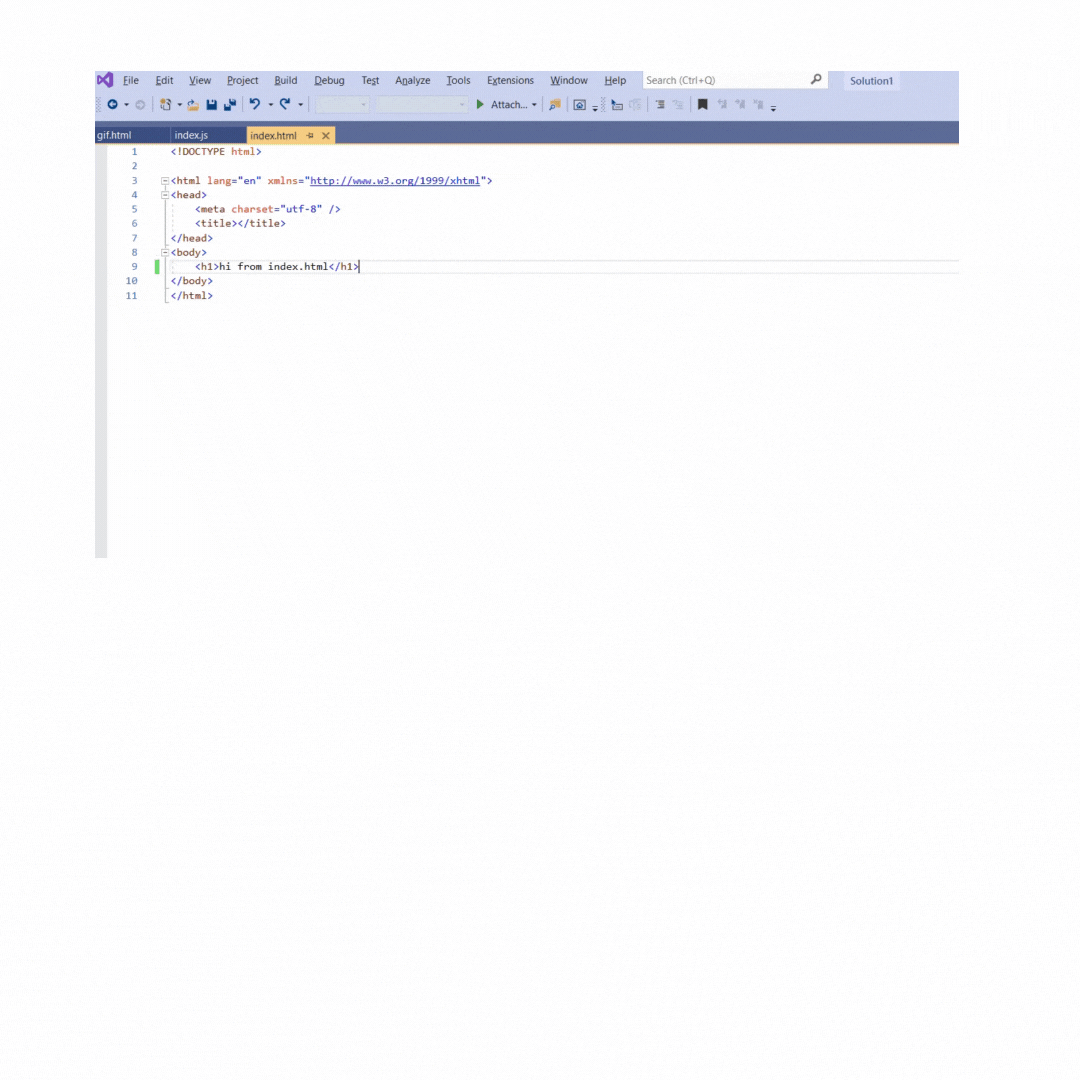 File Edit View Project Build Debug Test Analyze Tools Extensions Window Help Search (Ctrl+Q) Solution1
Attach...
gif.html index.js index.html
1 <!DOCTYPE html>
2
3 <html lang="en" xmlns="http://www.w3.org/1999/xhtml">
4 <head>
5 <meta charset="utf-8" />
6 <title></title>
7 </head>
8 <body>
9 <h1>hi from index.html</h1>
10 </body>
11 </html>